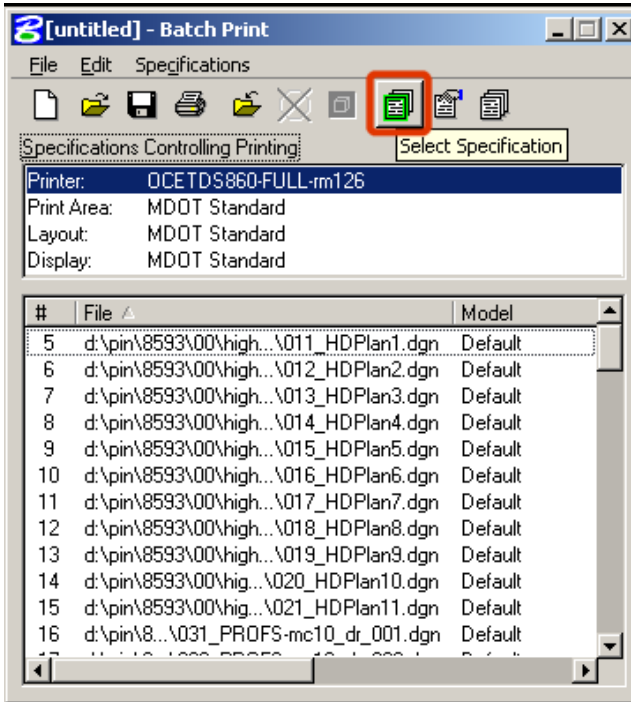 [untitled] - Batch Print
File Edit Specifications
Specifications Controlling Printing
Select Specification
Printer: OCETDS860-FULL-rm126
Print Area: MDOT Standard
Layout: MDOT Standard
Display: MDOT Standard
# File Model
5 d:\pin\8593\00\high...\011_HDPlan1.dgn Default
6 d:\pin\8593\00\high...\012_HDPlan2.dgn Default
7 d:\pin\8593\00\high...\013_HDPlan3.dgn Default
8 d:\pin\8593\00\high...\014_HDPlan4.dgn Default
9 d:\pin\8593\00\high...\015_HDPlan5.dgn Default
10 d:\pin\8593\00\high...\016_HDPlan6.dgn Default
11 d:\pin\8593\00\high...\017_HDPlan7.dgn Default
12 d:\pin\8593\00\high...\018_HDPlan8.dgn Default
13 d:\pin\8593\00\high...\019_HDPlan9.dgn Default
14 d:\pin\8593\00\hig...\020_HDPlan10.dgn Default
15 d:\pin\8593\00\hig...\021_HDPlan11.dgn Default
16 d:\pin\8...\031_PROFS-mc10_dr_001.dgn Default